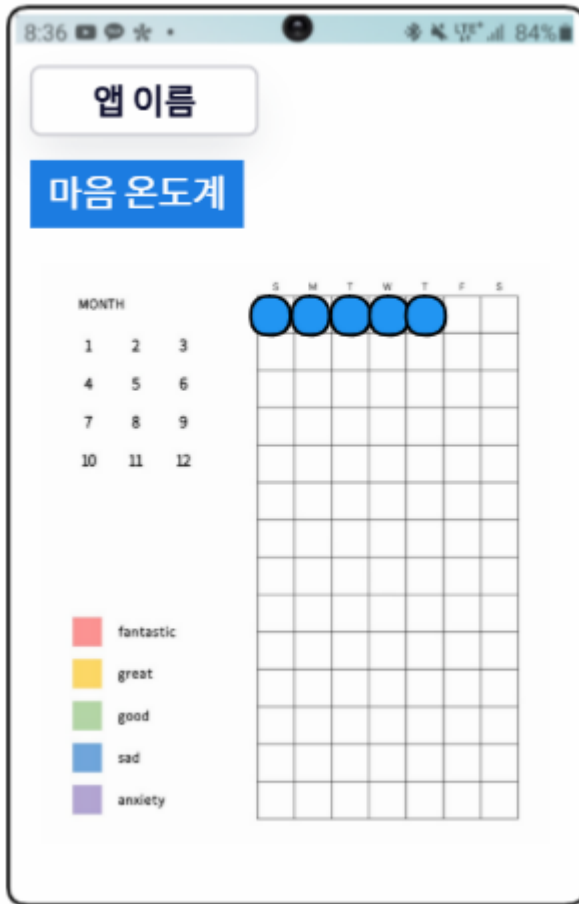 8:36
LTE+
84%
앱 이름
마음 온도계
S M T W T F S
MONTH
1 2 3
4 5 6
7 8 9
10 11 12
fantastic
great
good
sad
anxiety